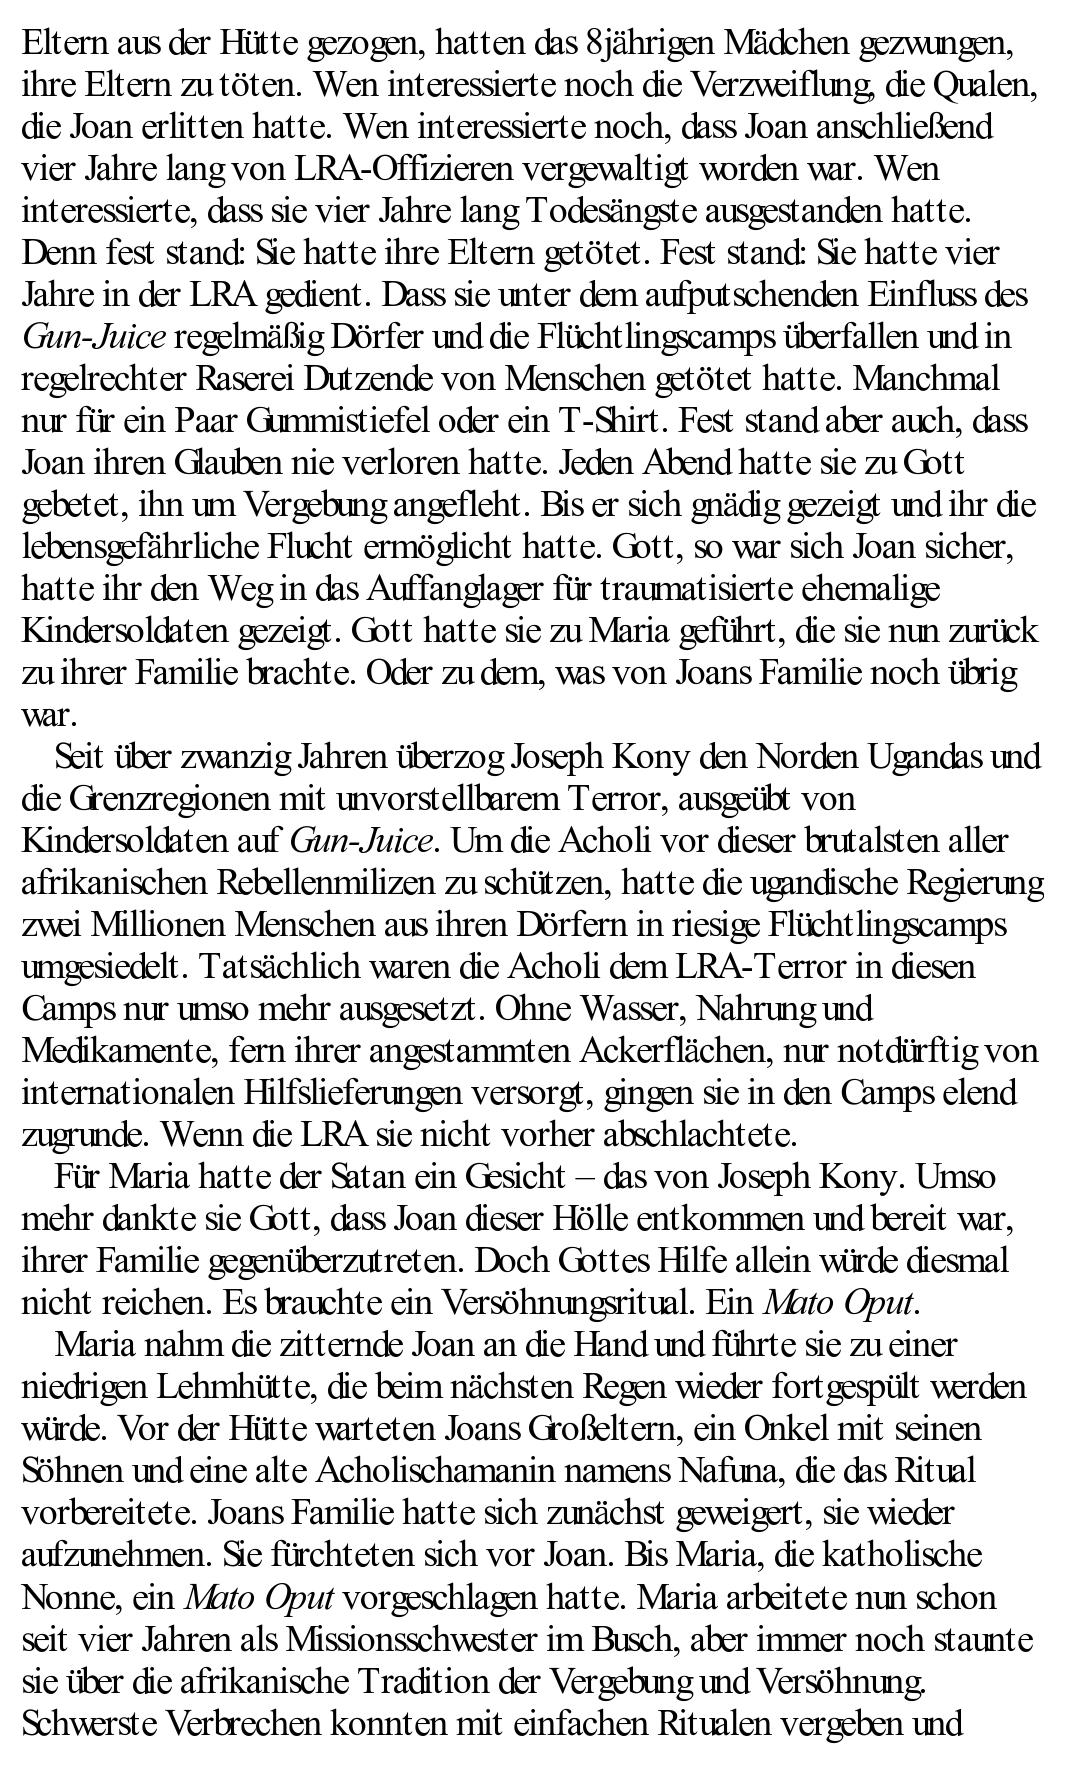 Eltern aus der Hütte gezogen, hatten das 8jährigen Mädchen gezwungen,
ihre Eltern zu töten. Wen interessierte noch die Verzweiflung, die Qualen,
die Joan erlitten hatte. Wen interessierte noch, dass Joan anschließend
vier Jahre lang von LRA-Offizieren vergewaltigt worden war. Wen
interessierte, dass sie vier Jahre lang Todesängste ausgestanden hatte.
Denn fest stand: Sie hatte ihre Eltern getötet. Fest stand: Sie hatte vier
Jahre in der LRA gedient. Dass sie unter dem aufputschenden Einfluss des
Gun-Juice regelmäßig Dörfer und die Flüchtlingscamps überfallen und in
regelrechter Raserei Dutzende von Menschen getötet hatte. Manchmal
nur für ein Paar Gummistiefel oder ein T-Shirt. Fest stand aber auch, dass
Joan ihren Glauben nie verloren hatte. Jeden Abend hatte sie zu Gott
gebetet, ihn um Vergebung angefleht. Bis er sich gnädig gezeigt und ihr die
lebensgefährliche Flucht ermöglicht hatte. Gott, so war sich Joan sicher,
hatte ihr den Weg in das Auffanglager für traumatisierte ehemalige
Kindersoldaten gezeigt. Gott hatte sie zu Maria geführt, die sie nun zurück
zu ihrer Familie brachte. Oder zu dem, was von Joans Familie noch übrig
war.
Seit über zwanzig Jahren überzog Joseph Kony den Norden Ugandas und
die Grenzregionen mit unvorstellbarem Terror, ausgeübt von
Kindersoldaten auf Gun-Juice. Um die Acholi vor dieser brutalsten aller
afrikanischen Rebellenmilizen zu schützen, hatte die ugandische Regierung
zwei Millionen Menschen aus ihren Dörfern in riesige Flüchtlingscamps
umgesiedelt. Tatsächlich waren die Acholi dem LRA-Terror in diesen
Camps nur umso mehr ausgesetzt. Ohne Wasser, Nahrung und
Medikamente, fern ihrer angestammten Ackerflächen, nur notdürftig von
internationalen Hilfslieferungen versorgt, gingen sie in den Camps elend
zugrunde. Wenn die LRA sie nicht vorher abschlachtete.
Für Maria hatte der Satan ein Gesicht – das von Joseph Kony. Umso
mehr dankte sie Gott, dass Joan dieser Hölle entkommen und bereit war,
ihrer Familie gegenüberzutreten. Doch Gottes Hilfe allein würde diesmal
nicht reichen. Es brauchte ein Versöhnungsritual. Ein Mato Oput.
Maria nahm die zitternde Joan an die Hand und führte sie zu einer
niedrigen Lehmhütte, die beim nächsten Regen wieder fortgespült werden
würde. Vor der Hütte warteten Joans Großeltern, ein Onkel mit seinen
Söhnen und eine alte Acholischamanin namens Nafuna, die das Ritual
vorbereitete. Joans Familie hatte sich zunächst geweigert, sie wieder
aufzunehmen. Sie fürchteten sich vor Joan. Bis Maria, die katholische
Nonne, ein Mato Oput vorgeschlagen hatte. Maria arbeitete nun schon
seit vier Jahren als Missionsschwester im Busch, aber immer noch staunte
sie über die afrikanische Tradition der Vergebung und Versöhnung.
Schwerste Verbrechen konnten mit einfachen Ritualen vergeben und